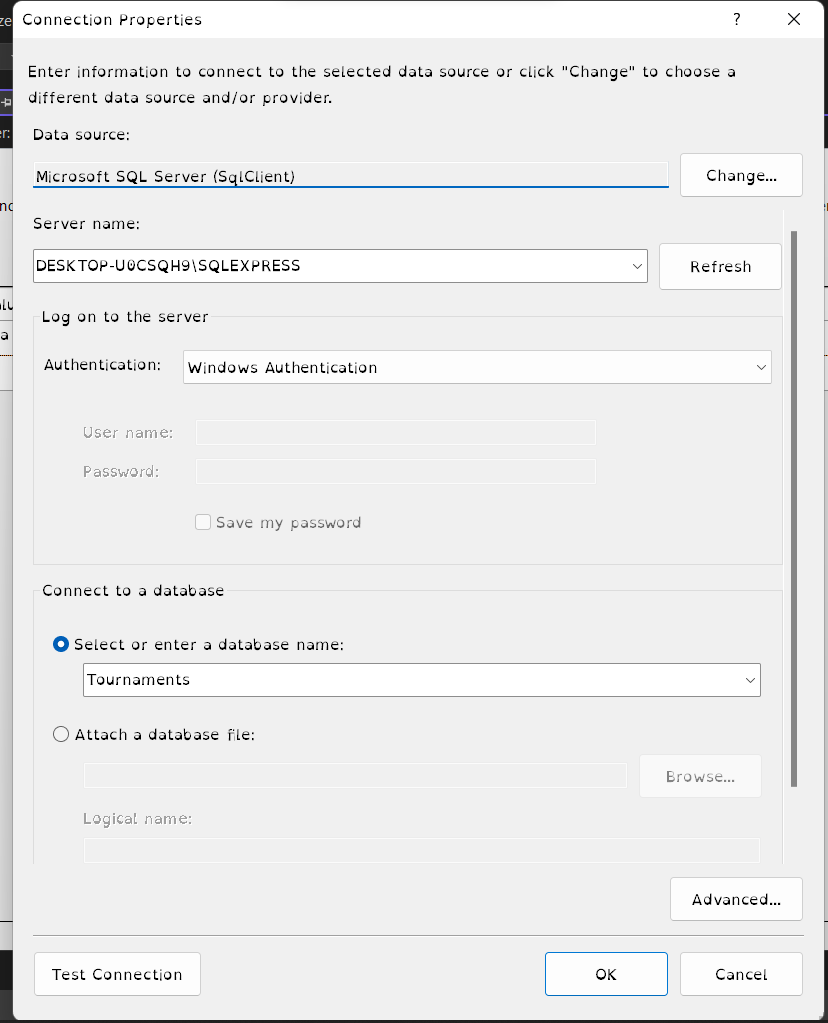 Connection Properties
?
Enter information to connect to the selected data source or click "Change" to choose a
different data source and/or provider.
Data source:
Microsoft SQL Server (SqlClient)
Change...
Server name:
DESKTOP-U0CSQH9\SQLEXPRESS
Refresh
Log on to the server
Authentication:
Windows Authentication
User name:
Password:
Save my password
Connect to a database
Select or enter a database name:
Tournaments
Attach a database file:
Browse...
Logical name:
Advanced...
Test Connection
OK
Cancel